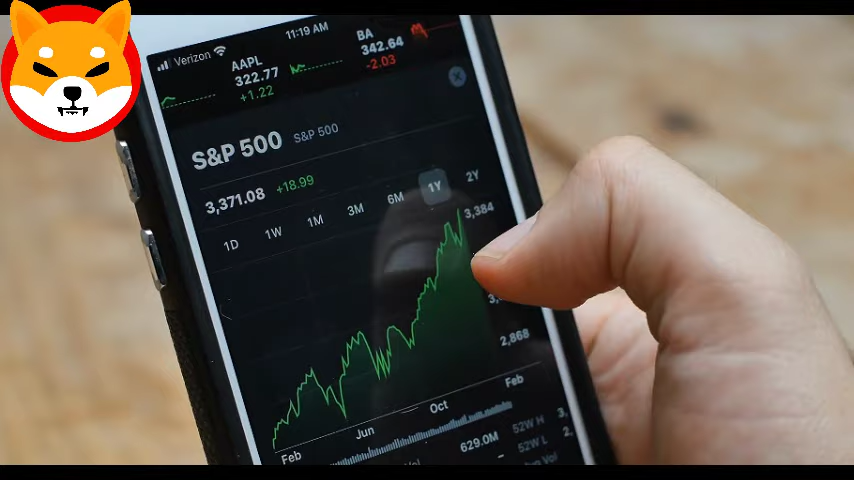 Verizon
11:19 AM
AAPL
322.77
+1.22
BA
342.64
-2.03
S&P 500 S&P 500
3,371.08 +18.99
1D 1W 1M 3M 6M 1Y 2Y
3,384
2,868
Feb Jun Oct Feb
629.0M
52W H
52W L
Vol